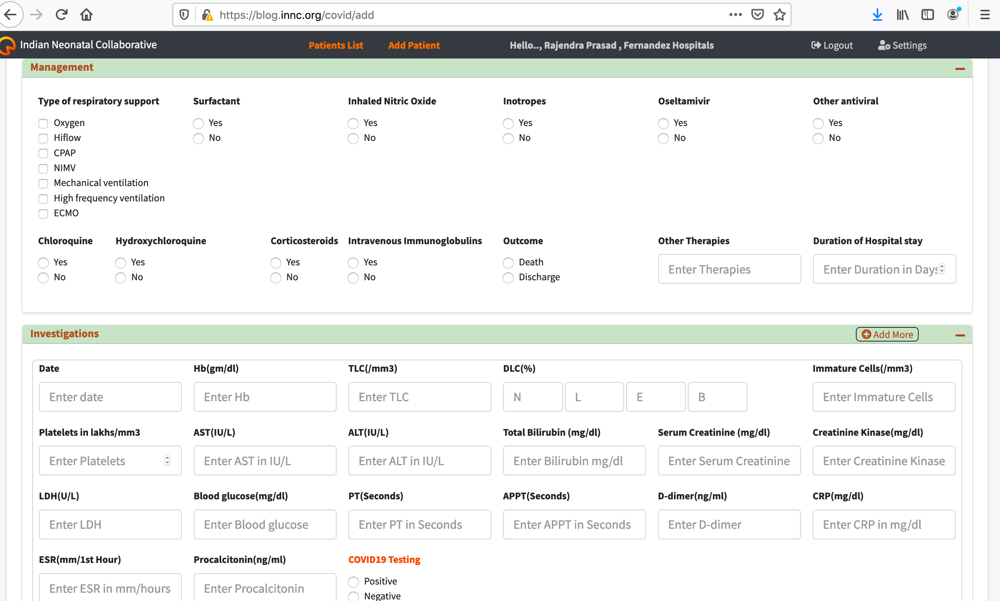 https://blog.innc.org/covid/add
Indian Neonatal Collaborative Patients List Add Patient Hello.., Rajendra Prasad , Fernandez Hospitals Logout Settings
Management
Type of respiratory support Surfactant Inhaled Nitric Oxide Inotropes Oseltamivir Other antiviral
Oxygen Yes Yes Yes Yes Yes
Hiflow No No No No No
CPAP
NIMV
Mechanical ventilation
High frequency ventilation
ECMO
Chloroquine Hydroxychloroquine Corticosteroids Intravenous Immunoglobulins Outcome Other Therapies Duration of Hospital stay
Yes Yes Yes Yes Death Enter Therapies Enter Duration in Days
No No No No Discharge
Investigations Add More
Date Hb(gm/dl) TLC(/mm3) DLC(%) Immature Cells(/mm3)
Enter date Enter Hb Enter TLC N L E B Enter Immature Cells
Platelets in lakhs/mm3 AST(IU/L) ALT(IU/L) Total Bilirubin (mg/dl) Serum Creatinine (mg/dl) Creatinine Kinase(mg/dl)
Enter Platelets Enter AST in IU/L Enter ALT in IU/L Enter Bilirubin mg/dl Enter Serum Creatinine Enter Creatinine Kinase
LDH(U/L) Blood glucose(mg/dl) PT(Seconds) APPT(Seconds) D-dimer(ng/ml) CRP(mg/dl)
Enter LDH Enter Blood glucose Enter PT in Seconds Enter APPT in Seconds Enter D-dimer Enter CRP in mg/dl
ESR(mm/1st Hour) Procalcitonin(ng/ml) COVID19 Testing
Enter ESR in mm/hours Enter Procalcitonin Positive
Negative